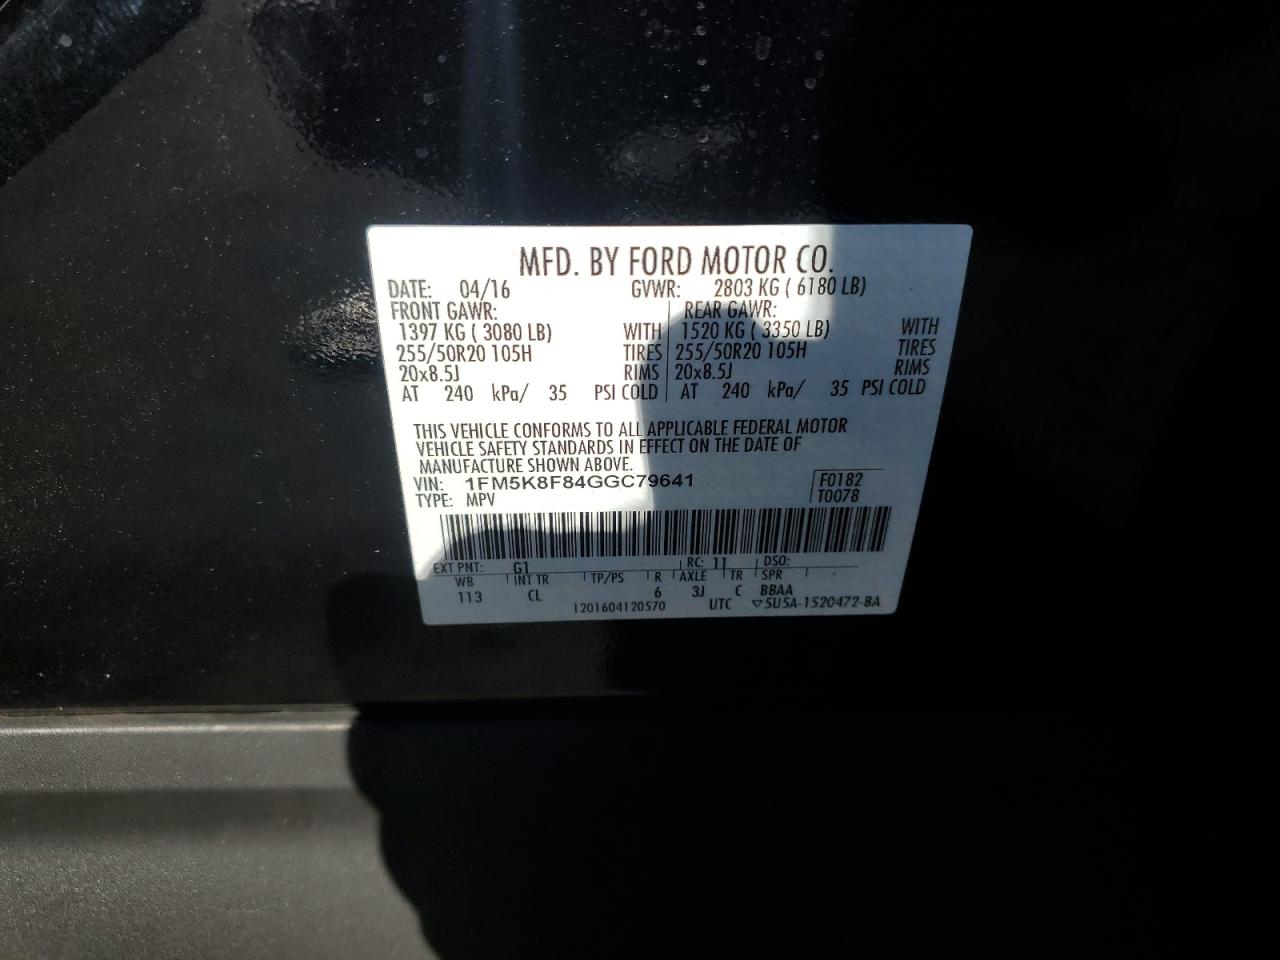 MFD. BY FORD MOTOR CO.
DATE: 04/16 GVWR: 2803 KG ( 6180 LB)
FRONT GAWR: REAR GAWR:
1397 KG ( 3080 LB) WITH 1520 KG ( 3350 LB) WITH
255/50R20 105H TIRES 255/50R20 105H TIRES
20x8.5J RIMS 20x8.5J RIMS
AT 240 kPa/ 35 PSI COLD AT 240 kPa/ 35 PSI COLD
THIS VEHICLE CONFORMS TO ALL APPLICABLE FEDERAL MOTOR
VEHICLE SAFETY STANDARDS IN EFFECT ON THE DATE OF
MANUFACTURE SHOWN ABOVE.
VIN: 1FM5K8F84GGC79641 F0182
TYPE: MPV T0078
EXT PNT: G1 RC: 11 DSO:
WB INT TR TP/PS R AXLE TR SPR
113 CL 6 3J C BBAA
1201604120570 UTC ▽5U5A-1520472-BA